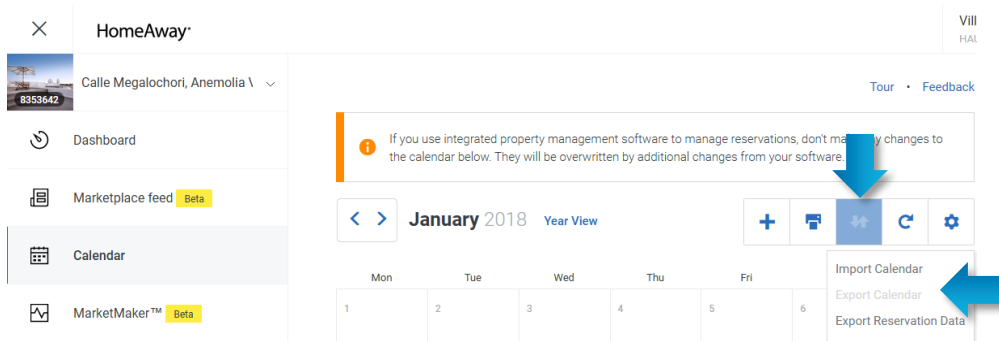 HomeAway
Vill
HAU
8353642
Calle Megalochori, Anemolia V
Tour • Feedback
Dashboard
If you use integrated property management software to manage reservations, don't ma y changes to
the calendar below. They will be overwritten by additional changes from your software.
Marketplace feed Beta
January 2018 Year View
Calendar
Import Calendar
Mon Tue Wed Thu Fri
Export Calendar
1 2 3 4 5 6
MarketMaker™ Beta
Export Reservation Data